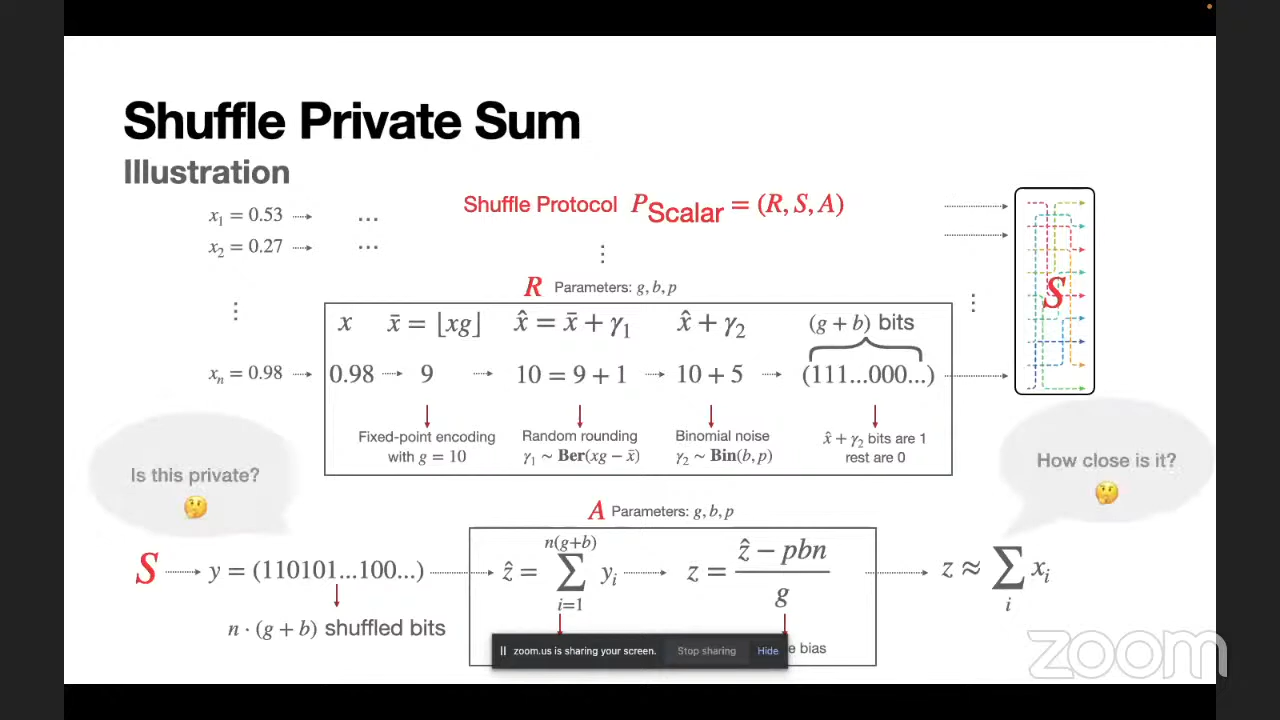 Shuffle Private Sum
Illustration
Shuffle Protocol P_Scalar = (R, S, A)
x₁ = 0.53 ...
x₂ = 0.27 ...
⋮ ⋮ ⋮
R Parameters: g, b, p
x x̄ = ⌊xg⌋ x̂ = x̄ + γ₁ x̂ + γ₂ (g + b) bits
xₙ = 0.98 0.98 9 10 = 9 + 1 10 + 5 (111...000...)
S
Fixed-point encoding
with g = 10
Random rounding
γ₁ ~ Ber(xg − x̄)
Binomial noise
γ₂ ~ Bin(b, p)
x̂ + γ₂ bits are 1
rest are 0
Is this private?
How close is it?
A Parameters: g, b, p
S y = (110101...100...) ẑ = ∑_{i=1}^{n(g+b)} yᵢ z = (ẑ − pbn)/g z ≈ ∑_i xᵢ
n · (g + b) shuffled bits
bias
zoom.us is sharing your screen. Stop sharing Hide
zoom